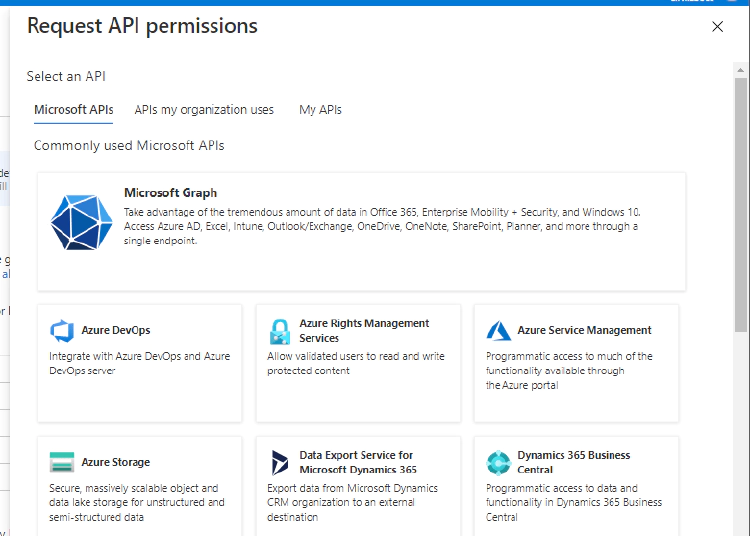 Request API permissions
Select an API
Microsoft APIs APIs my organization uses My APIs
Commonly used Microsoft APIs
Microsoft Graph
Take advantage of the tremendous amount of data in Office 365, Enterprise Mobility + Security, and Windows 10.
Access Azure AD, Excel, Intune, Outlook/Exchange, OneDrive, OneNote, SharePoint, Planner, and more through a
single endpoint.
Azure DevOps
Integrate with Azure DevOps and Azure
DevOps server
Azure Rights Management
Services
Allow validated users to read and write
protected content
Azure Service Management
Programmatic access to much of the
functionality available through
the Azure portal
Azure Storage
Secure, massively scalable object and
data lake storage for unstructured and
semi-structured data
Data Export Service for
Microsoft Dynamics 365
Export data from Microsoft Dynamics
CRM organization to an external
destination
Dynamics 365 Business
Central
Programmatic access to data and
functionality in Dynamics 365 Business
Central